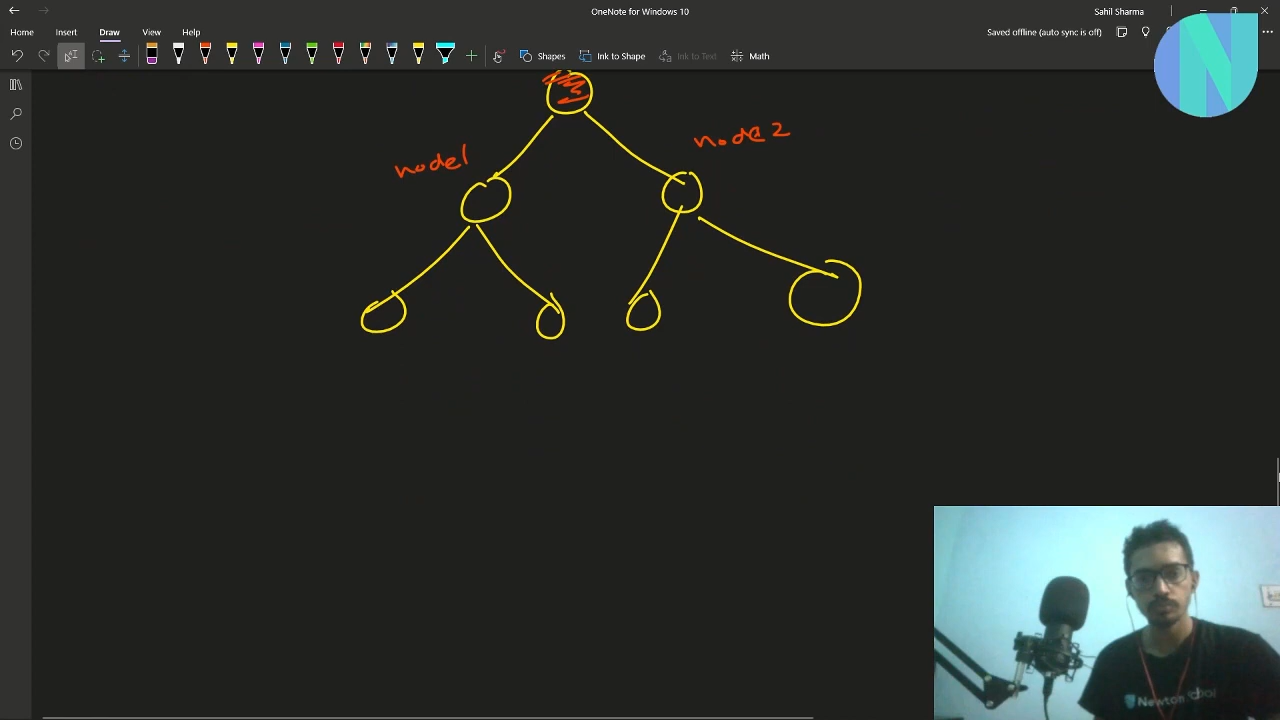 OneNote for Windows 10
Sahil Sharma
Home Insert Draw View Help
Saved offline (auto sync is off)
Shapes Ink to Shape Ink to Text Math
node1
node2
Newton